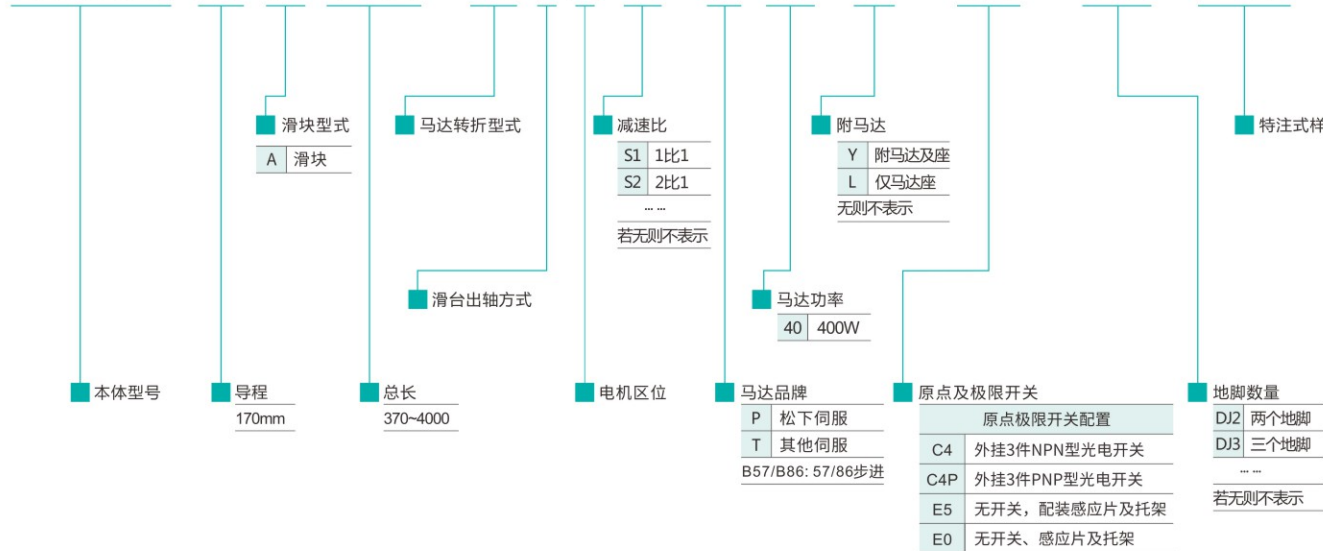 滑块型式
A 滑块
马达转折型式
减速比
S1 1比1
S2 2比1
... ...
若无则不表示
附马达
Y 附马达及座
L 仅马达座
无则不表示
特注式样
滑台出轴方式
马达功率
40 400W
本体型号
导程
170mm
总长
370~4000
电机区位
马达品牌
P 松下伺服
T 其他伺服
B57/B86: 57/86步进
原点及极限开关
原点极限开关配置
C4 外挂3件NPN型光电开关
C4P 外挂3件PNP型光电开关
E5 无开关，配装感应片及托架
E0 无开关、感应片及托架
地脚数量
DJ2 两个地脚
DJ3 三个地脚
... ...
若无则不表示